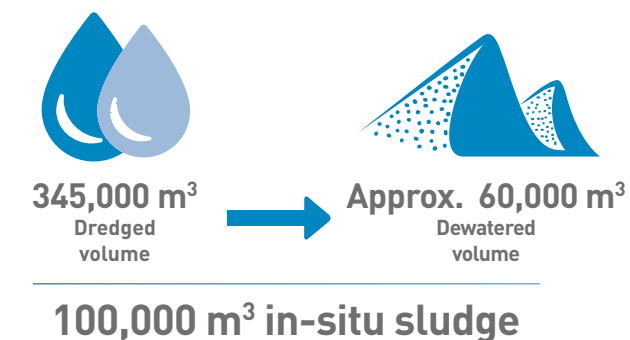 345,000 m³
Dredged
volume
Approx. 60,000 m³
Dewatered
volume
100,000 m³ in-situ sludge